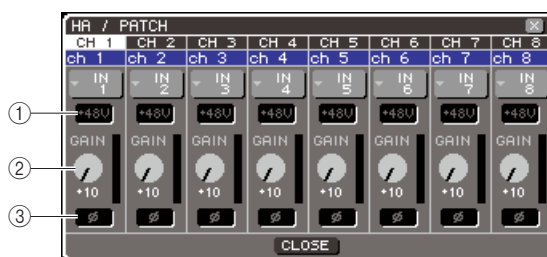 HA / PATCH
CH 1 CH 2 CH 3 CH 4 CH 5 CH 6 CH 7 CH 8
ch 1 ch 2 ch 3 ch 4 ch 5 ch 6 ch 7 ch 8
IN 1 IN 2 IN 3 IN 4 IN 5 IN 6 IN 7 IN 8
① +48V +48V +48V +48V +48V +48V +48V +48V
GAIN GAIN GAIN GAIN GAIN GAIN GAIN GAIN
②
+10 +10 +10 +10 +10 +10 +10 +10
③ ø ø ø ø ø ø ø ø
CLOSE